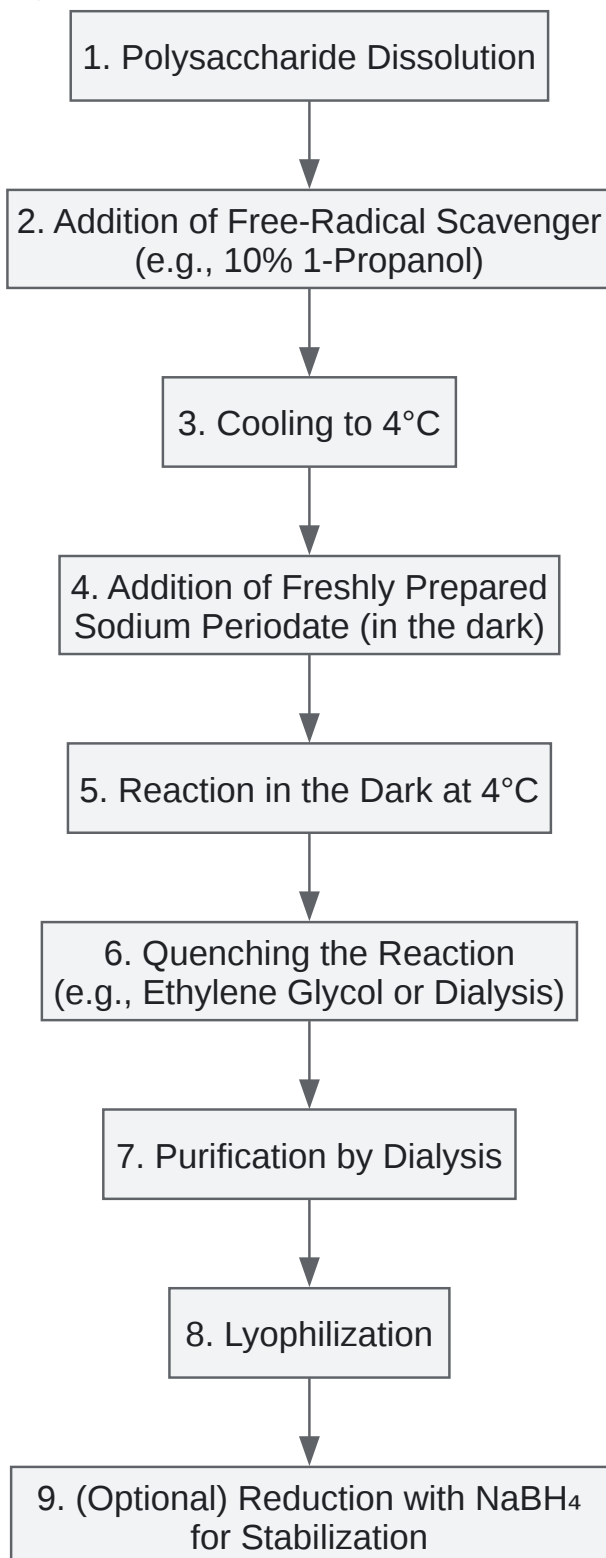 1. Polysaccharide Dissolution
2. Addition of Free-Radical Scavenger
(e.g., 10% 1-Propanol)
3. Cooling to 4°C
4. Addition of Freshly Prepared
Sodium Periodate (in the dark)
5. Reaction in the Dark at 4°C
6. Quenching the Reaction
(e.g., Ethylene Glycol or Dialysis)
7. Purification by Dialysis
8. Lyophilization
9. (Optional) Reduction with NaBH₄
for Stabilization